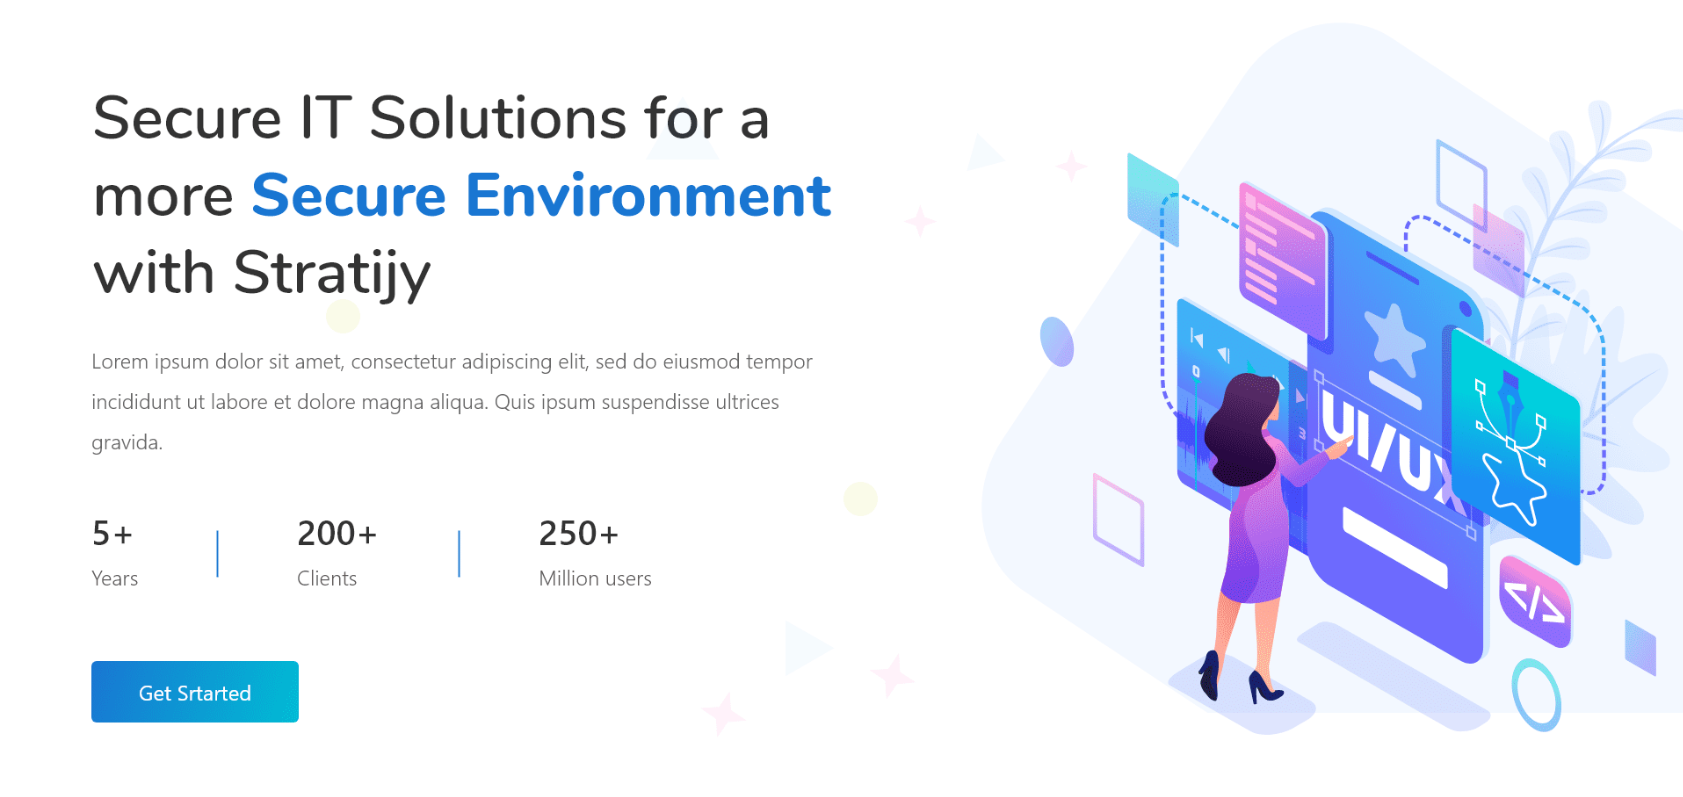 Secure IT Solutions for a
more Secure Environment
with Stratijy
Lorem ipsum dolor sit amet, consectetur adipiscing elit, sed do eiusmod tempor
incididunt ut labore et dolore magna aliqua. Quis ipsum suspendisse ultrices
gravida.
5+
200+
250+
Years
Clients
Million users
Get Srtarted
0
3
UI/UX
</>